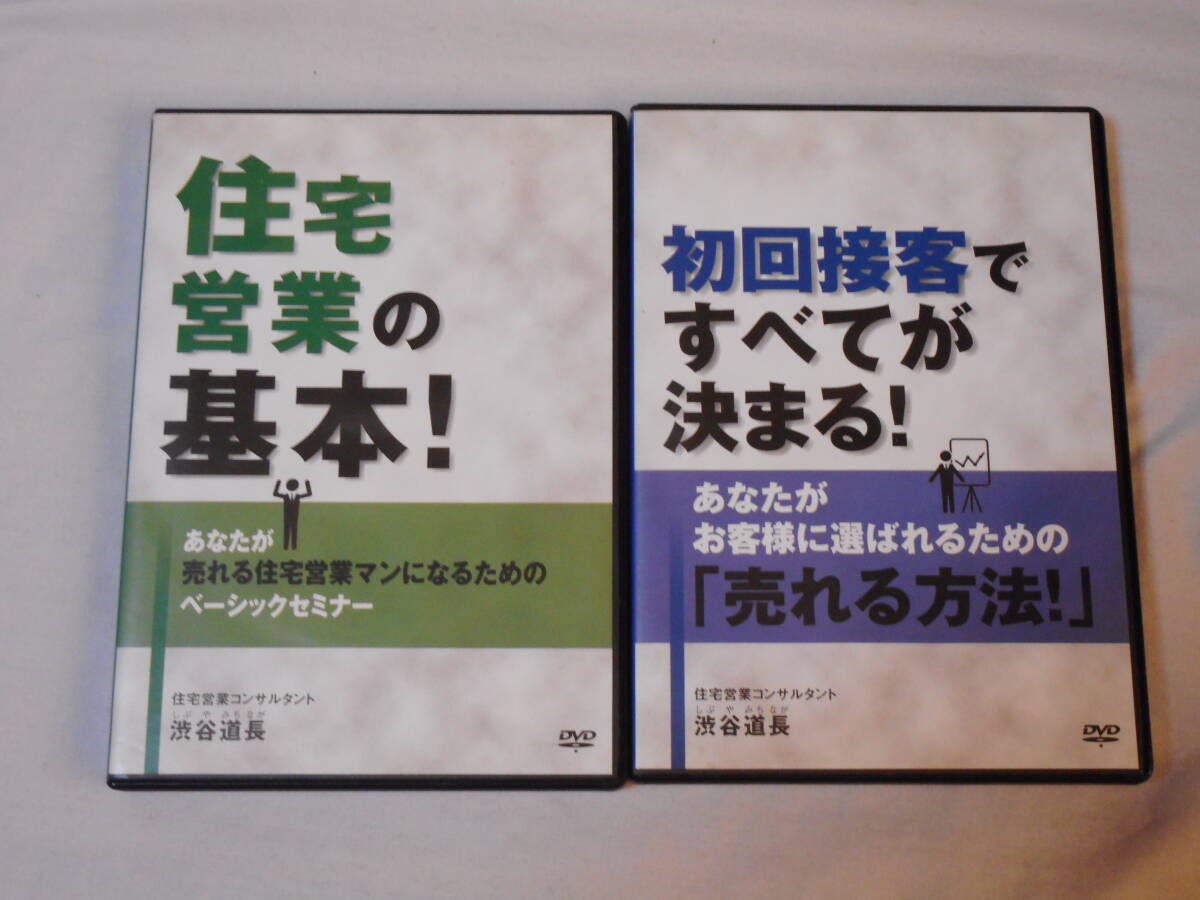 住宅
営業の
基本!
あなたが
売れる住宅営業マンになるための
ベーシックセミナー
住宅営業コンサルタント
しぶ や みちなが
渋谷道長
DVD
初回接客で
すべてが
決まる!
あなたが
お客様に選ばれるための
「売れる方法!」
住宅営業コンサルタント
しぶ や みちなが
渋谷道長
DVD